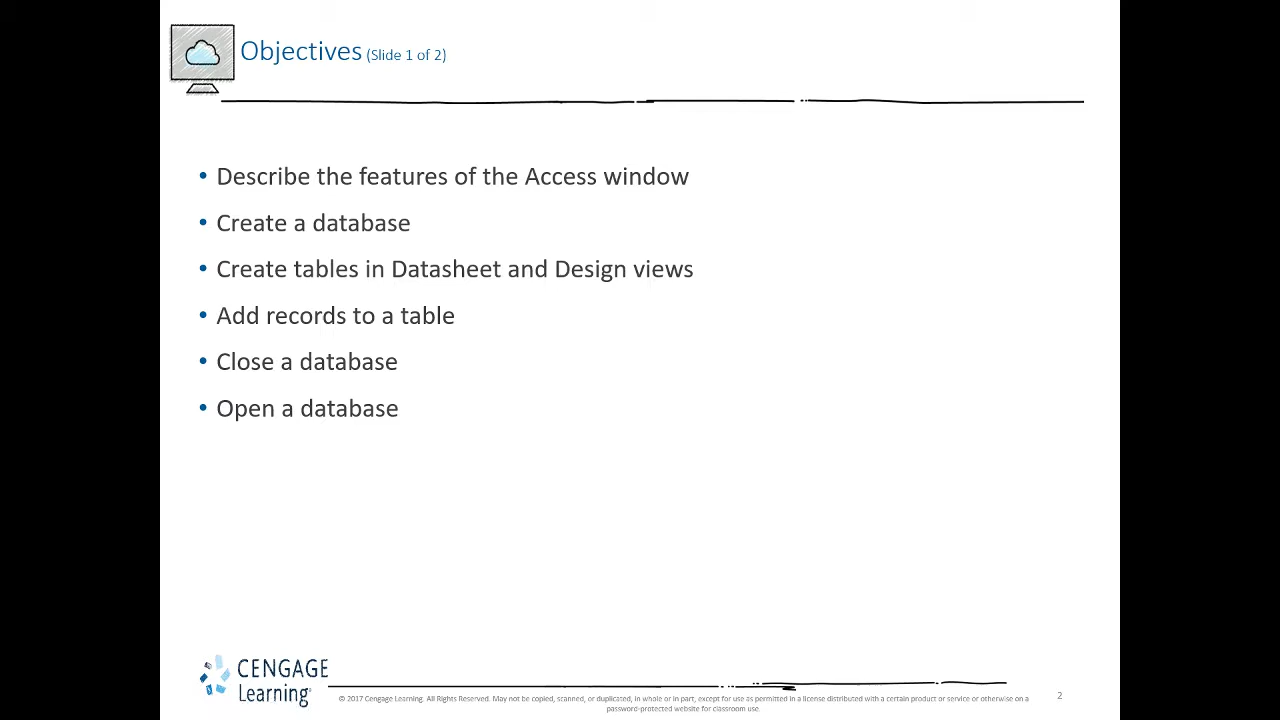 Objectives (Slide 1 of 2)
• Describe the features of the Access window
• Create a database
• Create tables in Datasheet and Design views
• Add records to a table
• Close a database
• Open a database
CENGAGE
Learning®
© 2017 Cengage Learning. All Rights Reserved. May not be copied, scanned, or duplicated, in whole or in part, except for use as permitted in a license distributed with a certain product or service or otherwise on a
password-protected website for classroom use.
2